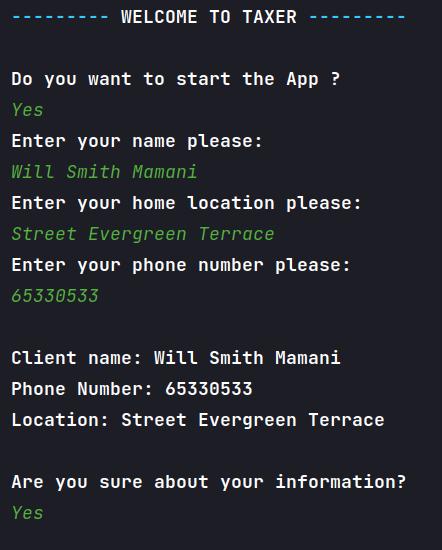 --------- WELCOME TO TAXER ---------
Do you want to start the App ?
Yes
Enter your name please:
Will Smith Mamani
Enter your home location please:
Street Evergreen Terrace
Enter your phone number please:
65330533
Client name: Will Smith Mamani
Phone Number: 65330533
Location: Street Evergreen Terrace
Are you sure about your information?
Yes